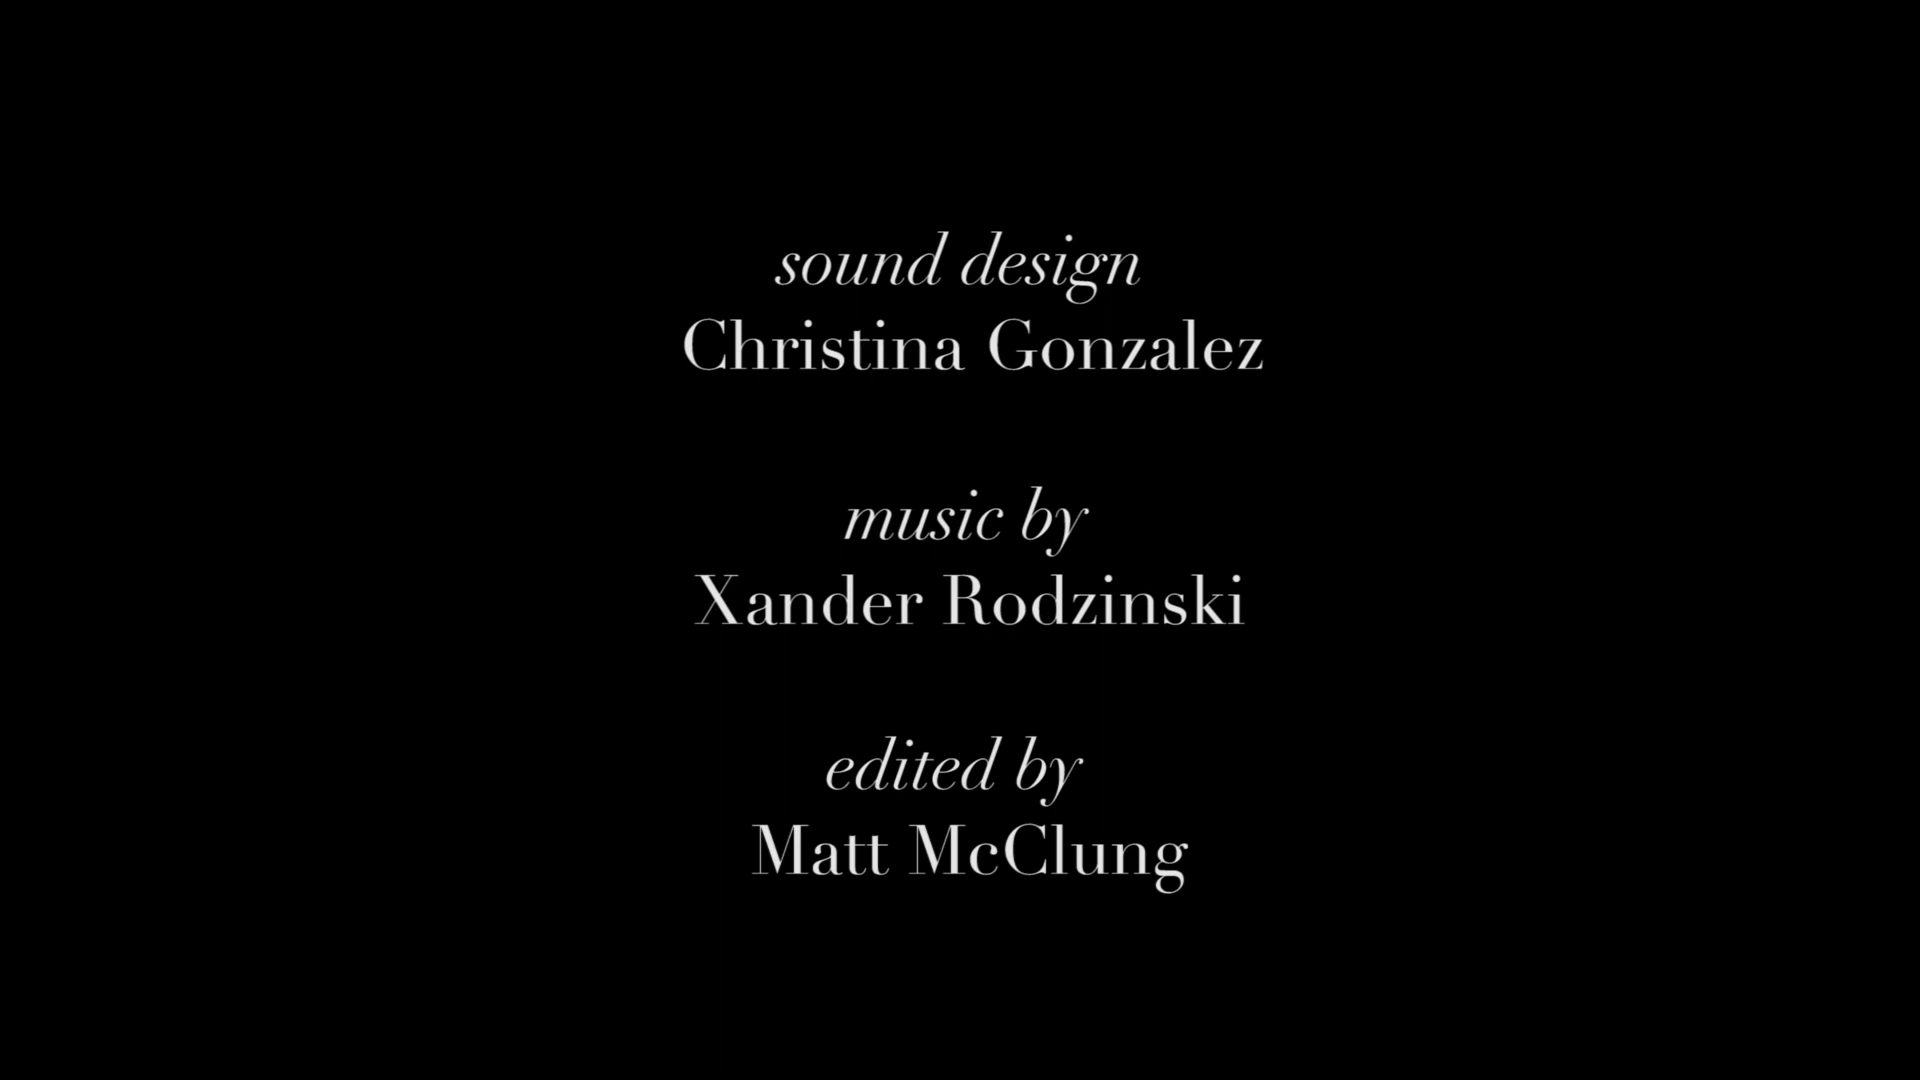 sound design
Christina Gonzalez
music by
Xander Rodzinski
edited by
Matt McClung